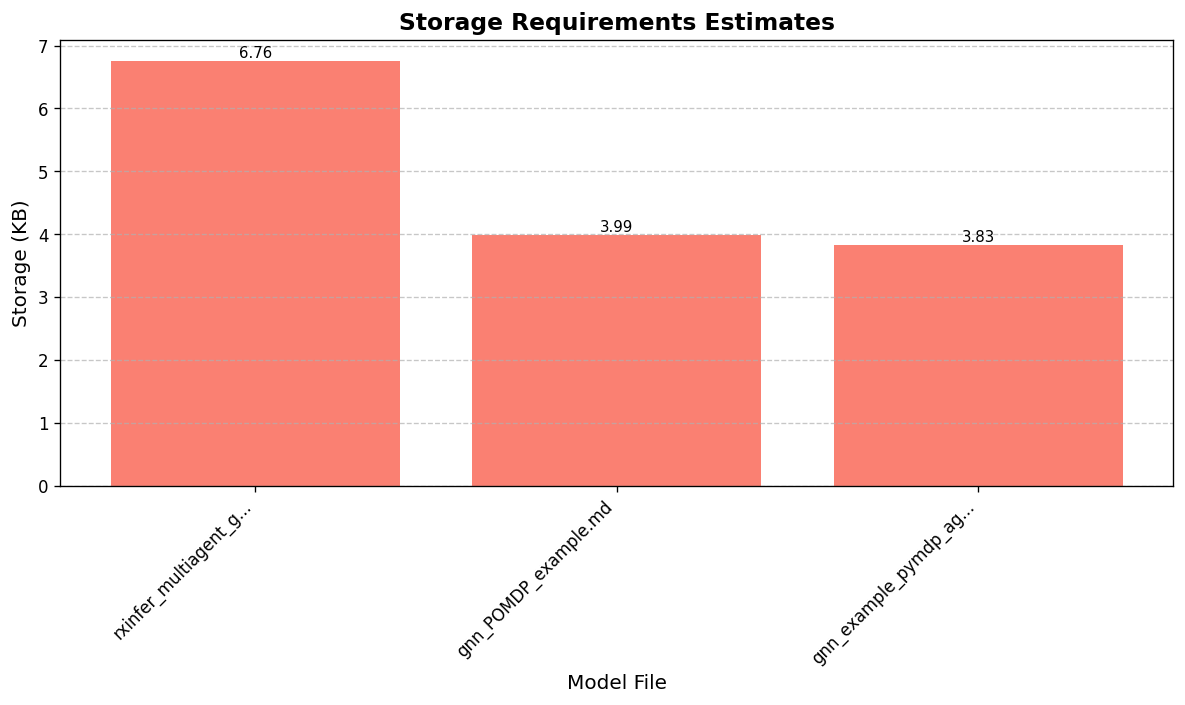 Storage Requirements Estimates
Storage (KB)
7
6
5
4
3
2
1
0
6.76
3.99
3.83
rxinfer_multiagent_g...
gnn_POMDP_example.md
gnn_example_pymdp_ag...
Model File